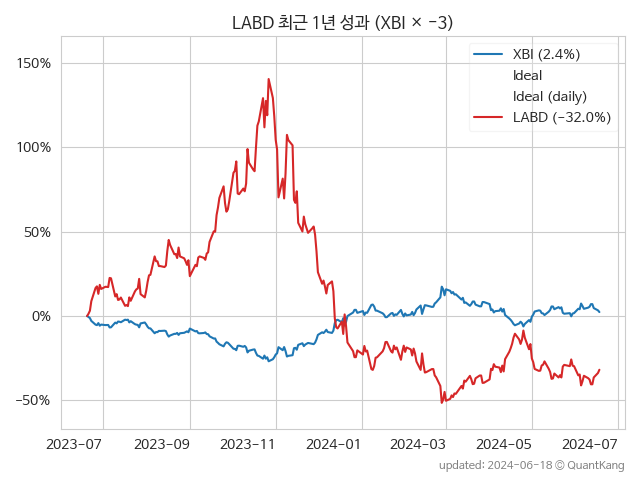 LABD 최근 1년 성과 (XBI × -3)
XBI (2.4%)
Ideal
Ideal (daily)
LABD (-32.0%)
150%
100%
50%
0%
-50%
2023-07 2023-09 2023-11 2024-01 2024-03 2024-05 2024-07
updated: 2024-06-18 © QuantKang